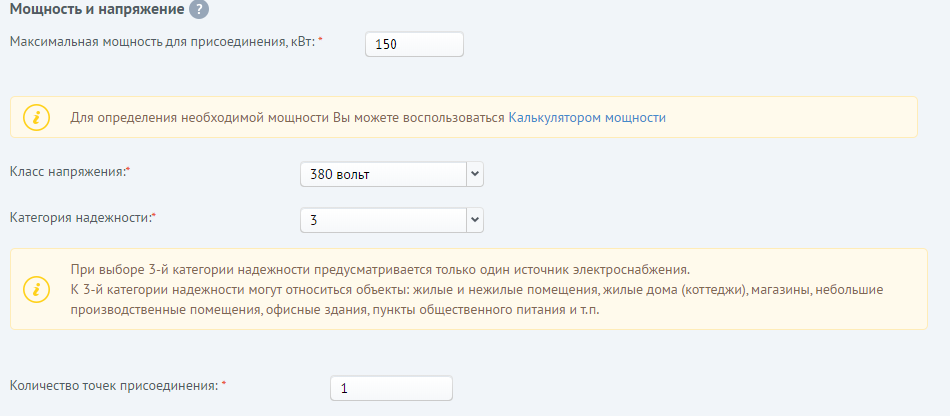 Мощность и напряжение ?
Максимальная мощность для присоединения, кВт: * 150
i Для определения необходимой мощности Вы можете воспользоваться Калькулятором мощности
Класс напряжения:* 380 вольт
Категория надежности:* 3
При выборе 3-й категории надежности предусматривается только один источник электроснабжения.
i К 3-й категории надежности могут относиться объекты: жилые и нежилые помещения, жилые дома (коттеджи), магазины, небольшие
производственные помещения, офисные здания, пункты общественного питания и т.п.
Количество точек присоединения: * 1